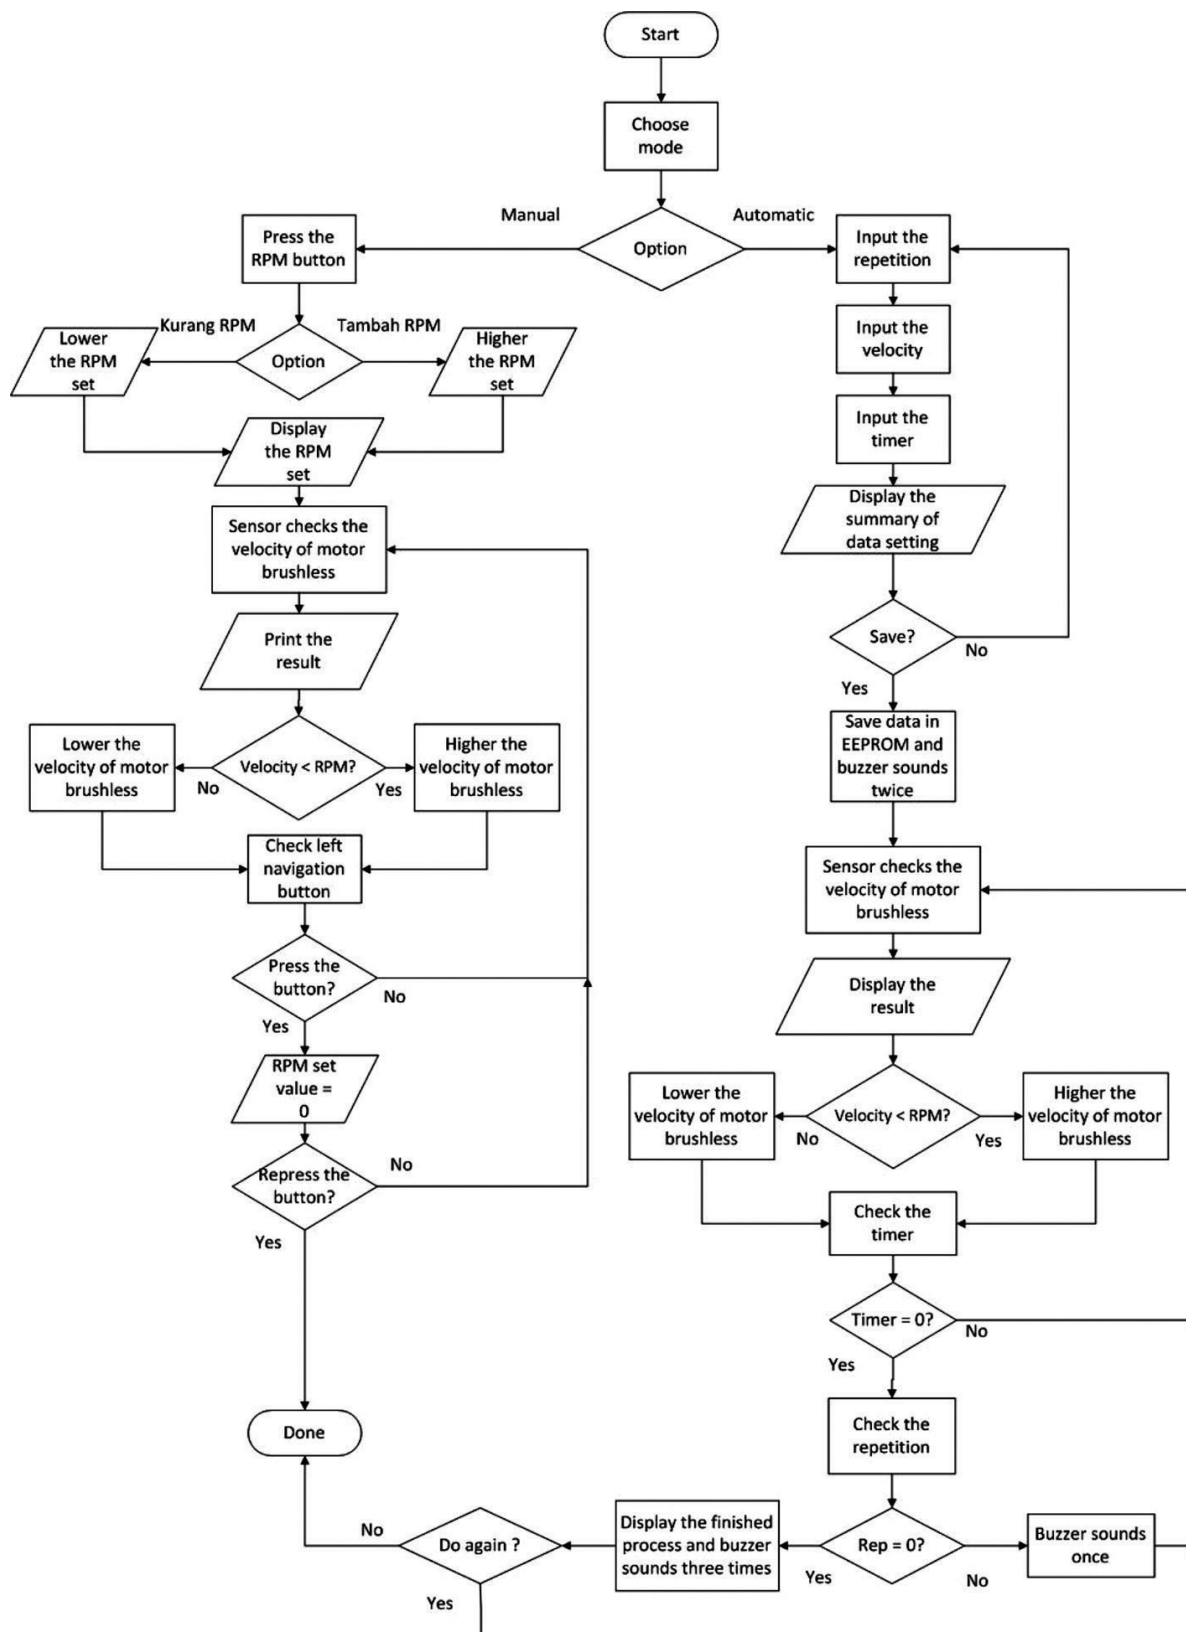 Start
Choose
mode
Manual
Automatic
Option
Press the
RPM button
Input the
repetition
Kurang RPM
Tambah RPM
Option
Lower
the RPM
set
Higher
the RPM
set
Input the
velocity
Display
the RPM
set
Input the
timer
Sensor checks the
velocity of motor
brushless
Display the
summary of
data setting
Print the
result
Save?
No
Yes
Lower the
velocity of motor
brushless
No
Velocity < RPM?
Yes
Higher the
velocity of motor
brushless
Save data in
EEPROM and
buzzer sounds
twice
Check left
navigation
button
Sensor checks the
velocity of motor
brushless
Press the
button?
No
Yes
Display the
result
RPM set
value =
0
Lower the
velocity of motor
brushless
No
Velocity < RPM?
Yes
Higher the
velocity of motor
brushless
Repress the
button?
No
Yes
Check the
timer
Timer = 0?
No
Yes
Done
Check the
repetition
No
Do again ?
Yes
Display the finished
process and buzzer
sounds three times
Yes
Rep = 0?
No
Buzzer sounds
once